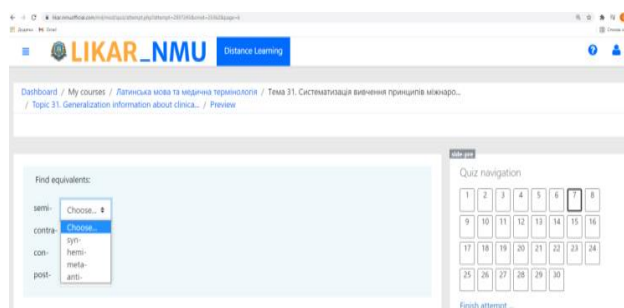 LIKAR_NMU
Distance Learning
Dashboard / My courses / Латинська мова та медична термінологія / Тема 31. Систематизація вивчення принципів міжнаро...
/ Topic 31. Generalization information about clinica... / Preview
Find equivalents:
semi-
Choose...
contra-
Choose...
syn-
hemi-
con-
meta-
post-
anti-
side-pre
Quiz navigation
1 2 3 4 5 6 7 8
9 10 11 12 13 14 15 16
17 18 19 20 21 22 23 24
25 26 27 28 29 30
Finish attempt ...